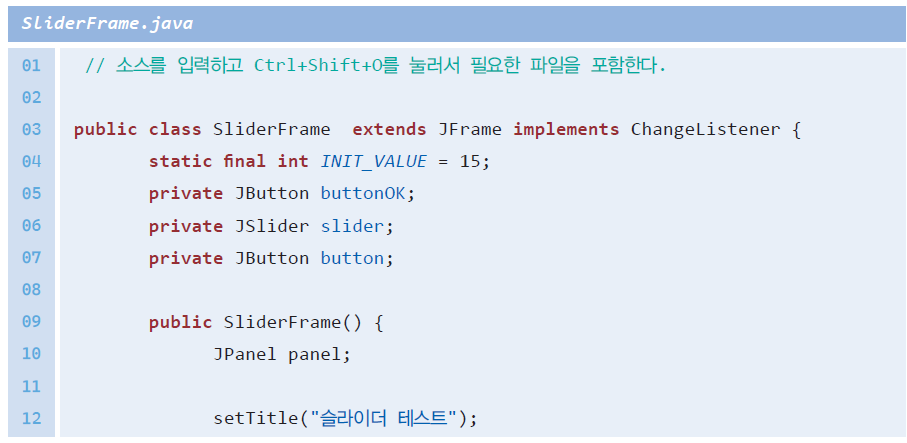 SliderFrame.java
01 // 소스를 입력하고 Ctrl+Shift+O를 눌러서 필요한 파일을 포함한다.
02
03 public class SliderFrame  extends JFrame implements ChangeListener {
04 static final int INIT_VALUE = 15;
05 private JButton buttonOK;
06 private JSlider slider;
07 private JButton button;
08
09 public SliderFrame() {
10 JPanel panel;
11
12 setTitle("슬라이더 테스트");